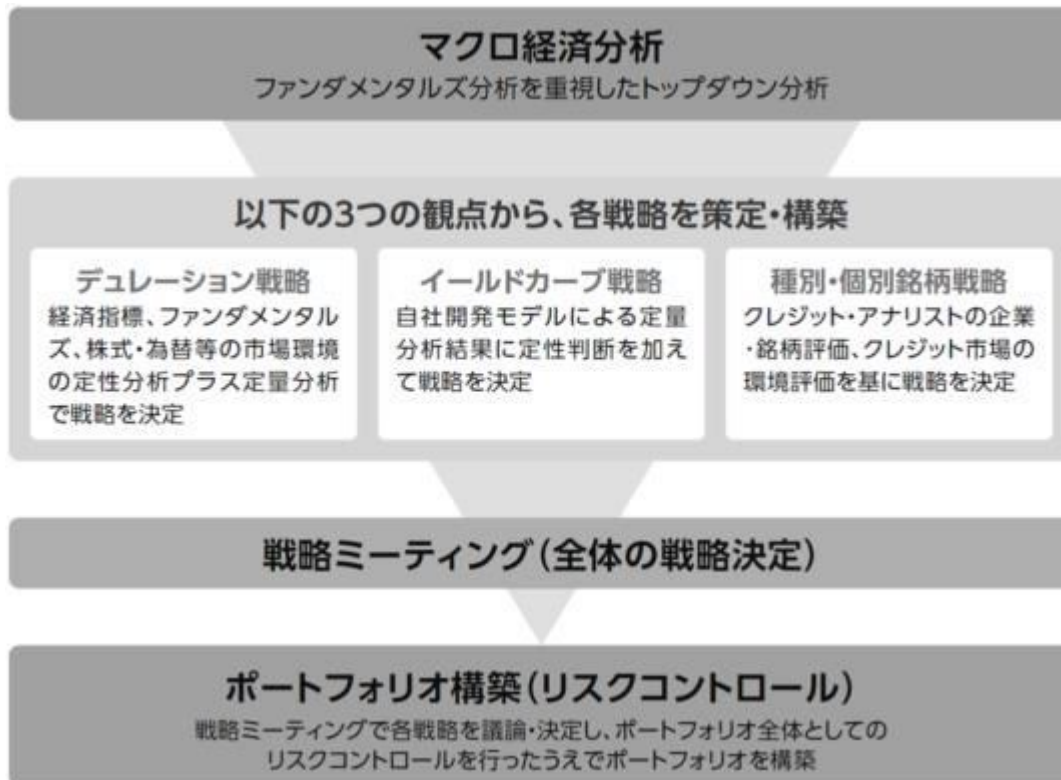 マクロ経済分析
ファンダメンタルズ分析を重視したトップダウン分析
以下の3つの観点から、各戦略を策定・構築
デュレーション戦略
経済指標、ファンダメンタル
ズ、株式・為替等の市場環境
の定性分析プラス定量分析
で戦略を決定
イールドカーブ戦略
自社開発モデルによる定量
分析結果に定性判断を加え
て戦略を決定
種別・個別銘柄戦略
クレジット・アナリストの企業
・銘柄評価、クレジット市場の
環境評価を基に戦略を決定
戦略ミーティング(全体の戦略決定)
ポートフォリオ構築(リスクコントロール)
戦略ミーティングで各戦略を議論・決定し、ポートフォリオ全体としての
リスクコントロールを行ったうえでポートフォリオを構築